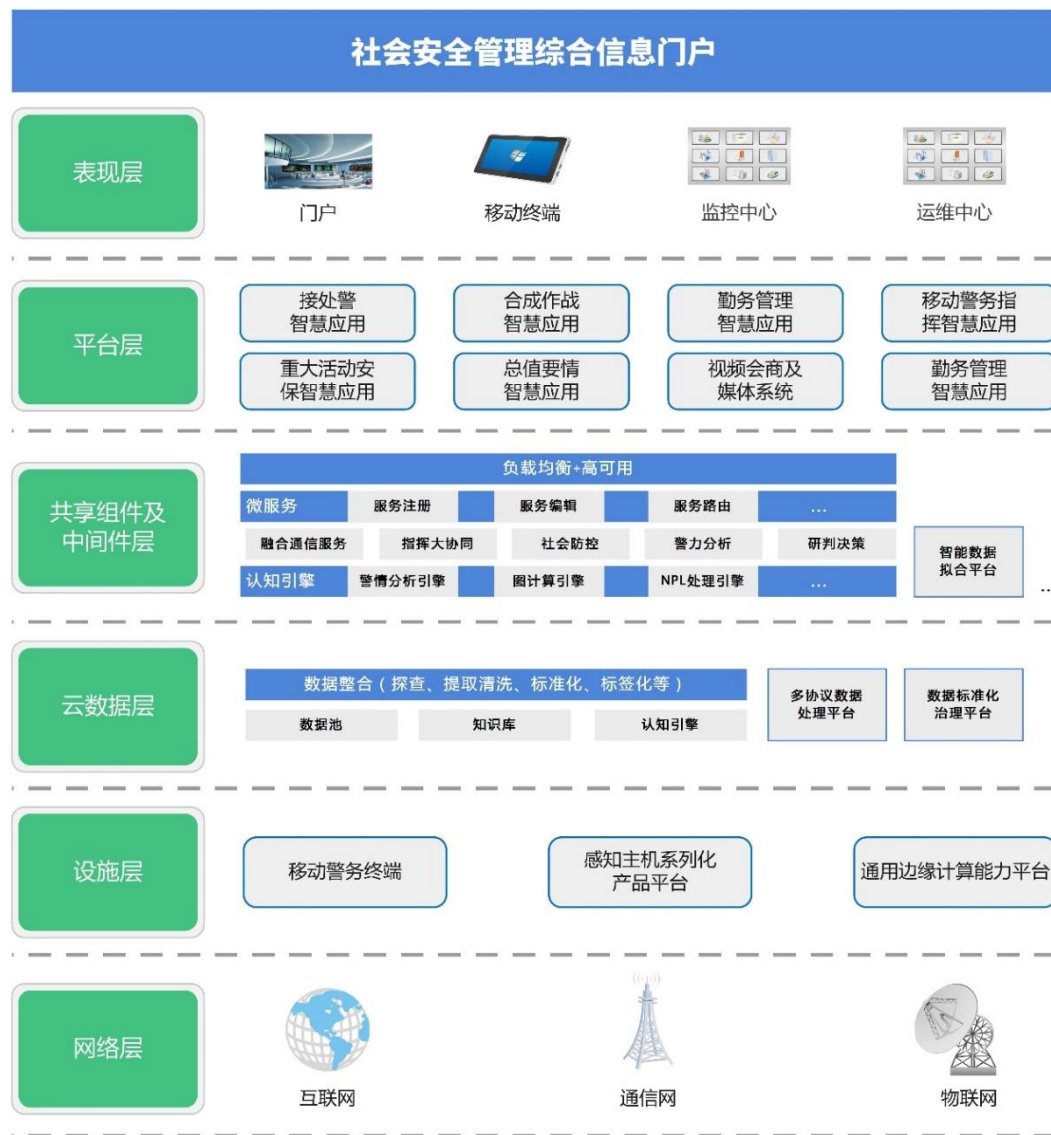 社会安全管理综合信息门户
表现层
门户
移动终端
监控中心
运维中心
平台层
接处警
智慧应用
合成作战
智慧应用
勤务管理
智慧应用
移动警务指
挥智慧应用
重大活动安
保智慧应用
总值要情
智慧应用
视频会商及
媒体系统
勤务管理
智慧应用
共享组件及
中间件层
负载均衡+高可用
微服务
服务注册
服务编辑
服务路由
...
融合通信服务
指挥大协同
社会防控
警力分析
研判决策
认知引擎
警情分析引擎
图计算引擎
NPL处理引擎
...
智能数据
拟合平台
..
云数据层
数据整合（探查、提取清洗、标准化、标签化等）
数据池
知识库
认知引擎
多协议数据
处理平台
数据标准化
治理平台
设施层
移动警务终端
感知主机系列化
产品平台
通用边缘计算能力平台
网络层
互联网
通信网
物联网